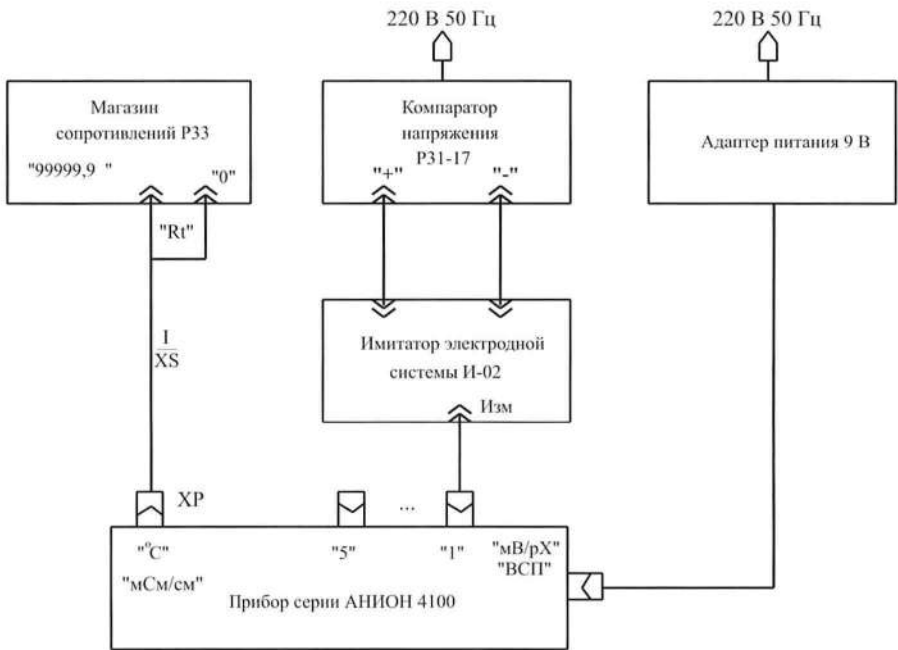 220 В 50 Гц
220 В 50 Гц
Магазин
сопротивлений Р33
"99999,9 "
"0"
"Rt"
Компаратор
напряжения
Р31-17
"+"
"-"
Адаптер питания 9 В
I
XS
Имитатор электродной
системы И-02
Изм
ХР
"°С"
"5"
...
"1"
"мВ/рХ"
"ВСП"
"мСм/см"
Прибор серии АНИОН 4100